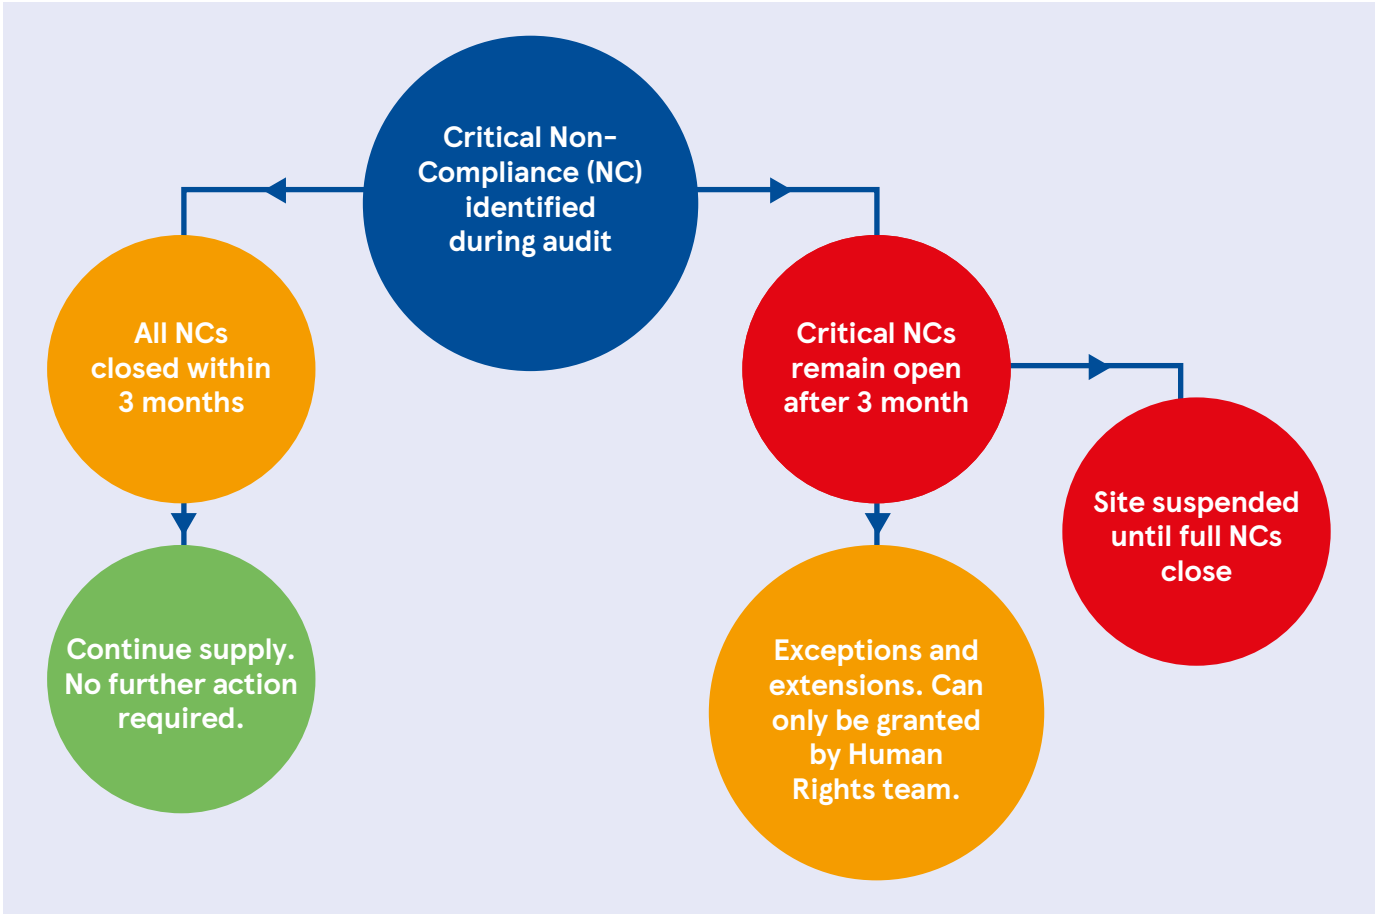 Critical Non-
Compliance (NC)
identified
during audit
All NCs
closed within
3 months
Critical NCs
remain open
after 3 month
Site suspended
until full NCs
close
Continue supply.
No further action
required.
Exceptions and
extensions. Can
only be granted
by Human
Rights team.